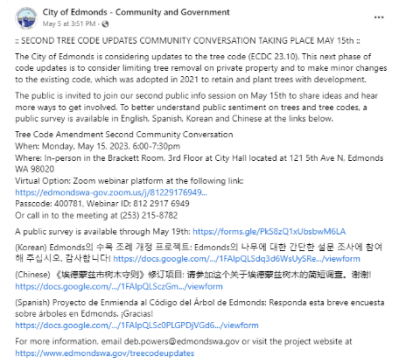 City of Edmonds - Community and Government
May 5 at 3:51 PM ·
:: SECOND TREE CODE UPDATES COMMUNITY CONVERSATION TAKING PLACE MAY 15th ::
The City of Edmonds is considering updates to the tree code (ECDC 23.10). This next phase of
code updates is to consider limiting tree removal on private property and to make minor changes
to the existing code, which was adopted in 2021 to retain and plant trees with development.
The public is invited to join our second public info session on May 15th to share ideas and hear
more ways to get involved. To better understand public sentiment on trees and tree codes, a
public survey is available in English, Spanish, Korean and Chinese at the links below.
Tree Code Amendment Second Community Conversation
When: Monday, May 15, 2023. 6:00-7:30pm
Where: In-person in the Brackett Room, 3rd Floor at City Hall located at 121 5th Ave N. Edmonds
WA 98020
Virtual Option: Zoom webinar platform at the following link:
https://edmondswa-gov.zoom.us/j/81229176949...
Passcode: 400781, Webinar ID: 812 2917 6949
Or call in to the meeting at (253) 215-8782
A public survey is available through May 19th: https://forms.gle/PkS8zQ1xUbsbwM6LA
(Korean) Edmonds의 수목 조례 개정 프로젝트: Edmonds의 나무에 대한 간단한 설문 조사에 참여
해 주십시오. 감사합니다! https://docs.google.com/.../1FAIpQLSdq3d6WsUySRe.../viewform
(Chinese) 《埃德蒙兹市树木守则》修订项目: 请参加这个关于埃德蒙兹树木的简短调查。谢谢!
https://docs.google.com/.../1FAIpQLSczGm.../viewform
(Spanish) Proyecto de Enmienda al Código del Árbol de Edmonds: Responda esta breve encuesta
sobre árboles en Edmonds. ¡Gracias!
https://docs.google.com/.../1FAIpQLSc0PLGPDjVGd6.../viewform
For more information. email deb.powers@edmondswa.gov or visit the project website at
https://www.edmondswa.gov/treecodeupdates